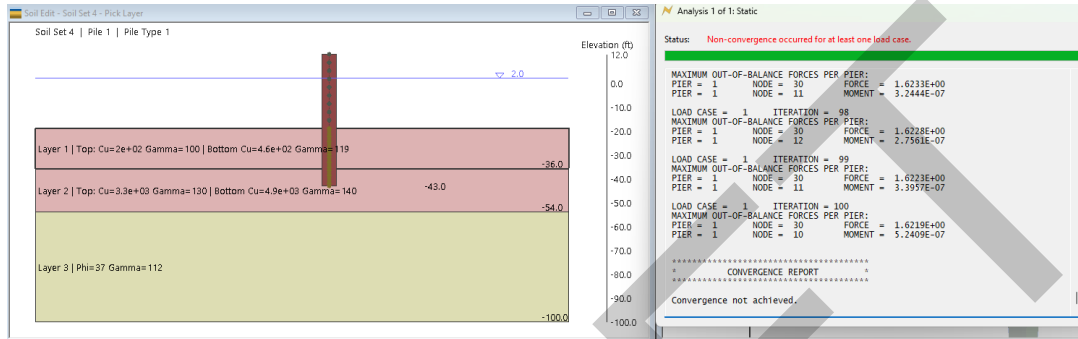 Soil Edit - Soil Set 4 - Pick Layer
Soil Set 4 | Pile 1 | Pile Type 1
Elevation (ft)
12.0
2.0
0.0
-10.0
-20.0
Layer 1 | Top: Cu=2e+02 Gamma=100 | Bottom Cu=4.6e+02 Gamma=119
-30.0
-36.0
-40.0
Layer 2 | Top: Cu=3.3e+03 Gamma=130 | Bottom Cu=4.9e+03 Gamma=140
-43.0
-50.0
-54.0
-60.0
Layer 3 | Phi=37 Gamma=112
-70.0
-80.0
-90.0
-100.0
-100.0
Analysis 1 of 1: Static
Status: Non-convergence occurred for at least one load case.
MAXIMUM OUT-OF-BALANCE FORCES PER PIER:
PIER = 1 NODE = 30 FORCE = 1.6233E+00
PIER = 1 NODE = 11 MOMENT = 3.2444E-07
LOAD CASE = 1 ITERATION = 98
MAXIMUM OUT-OF-BALANCE FORCES PER PIER:
PIER = 1 NODE = 30 FORCE = 1.6228E+00
PIER = 1 NODE = 12 MOMENT = 2.7561E-07
LOAD CASE = 1 ITERATION = 99
MAXIMUM OUT-OF-BALANCE FORCES PER PIER:
PIER = 1 NODE = 30 FORCE = 1.6223E+00
PIER = 1 NODE = 11 MOMENT = 3.3957E-07
LOAD CASE = 1 ITERATION = 100
MAXIMUM OUT-OF-BALANCE FORCES PER PIER:
PIER = 1 NODE = 30 FORCE = 1.6219E+00
PIER = 1 NODE = 10 MOMENT = 5.2409E-07
*************************************
* CONVERGENCE REPORT *
*************************************
Convergence not achieved.